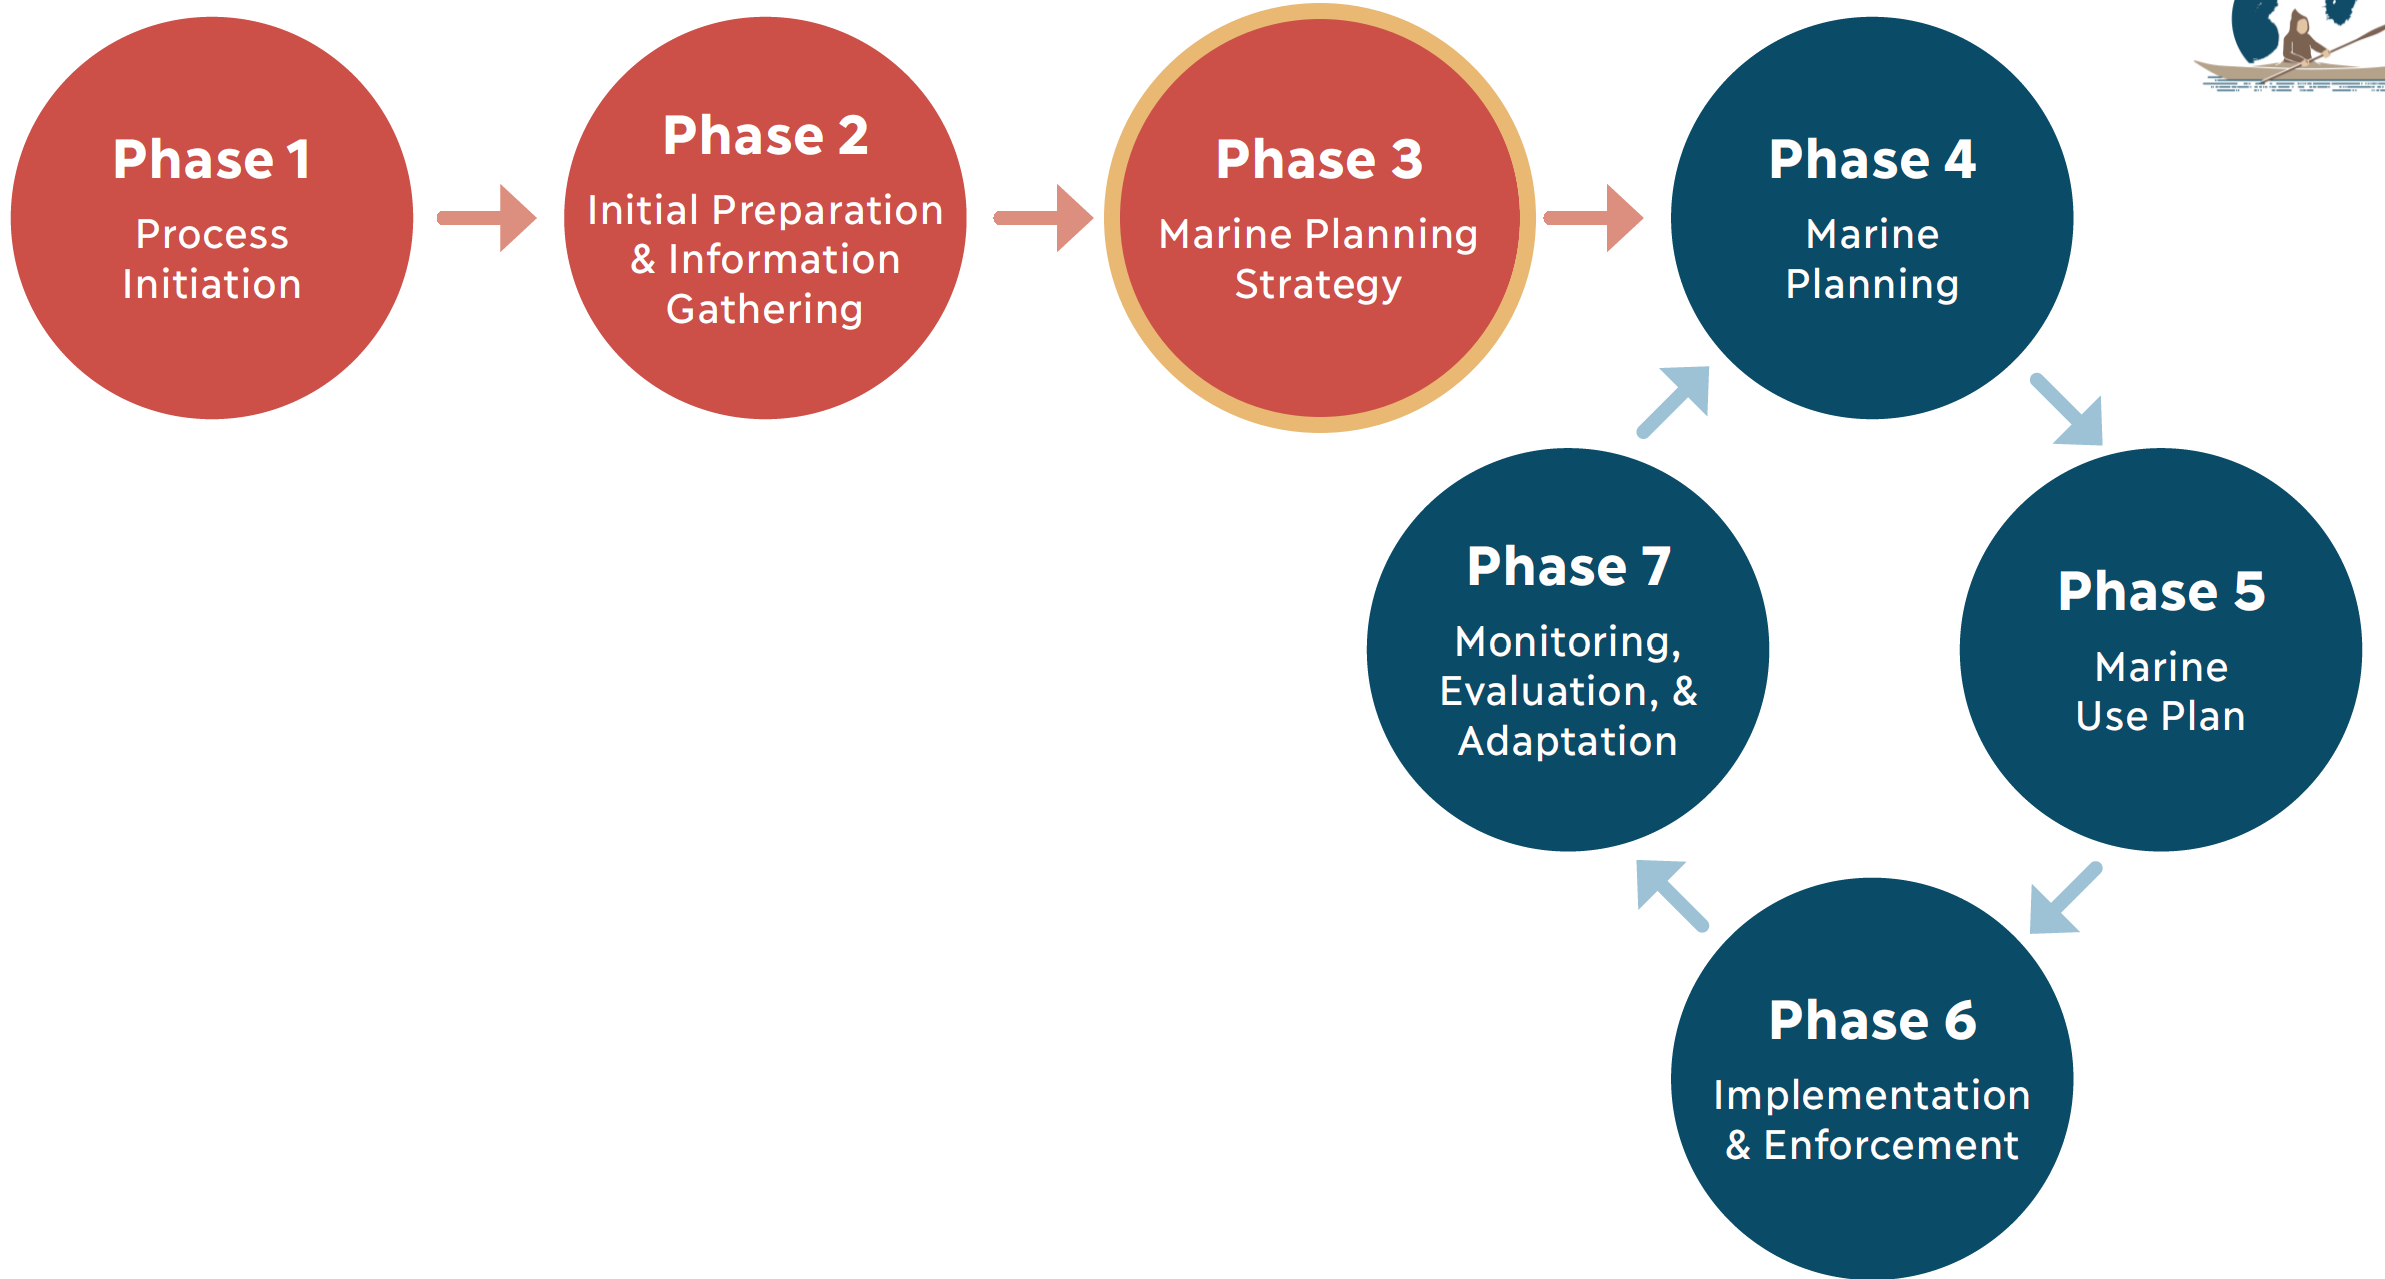 Phase 1
Process
Initiation
Phase 2
Initial Preparation
& Information
Gathering
Phase 3
Marine Planning
Strategy
Phase 4
Marine
Planning
Phase 5
Marine
Use Plan
Phase 6
Implementation
& Enforcement
Phase 7
Monitoring,
Evaluation, &
Adaptation